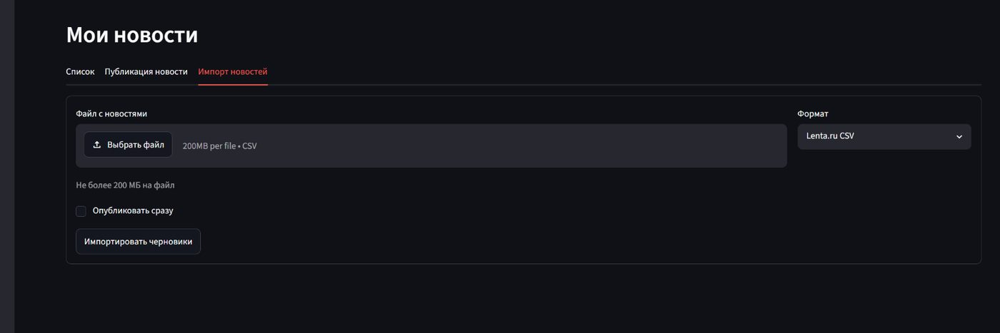 Мои новости
Список Публикация новости Импорт новостей
Файл с новостями
Формат
Выбрать файл 200MB per file • CSV
Lenta.ru CSV
Не более 200 МБ на файл
Опубликовать сразу
Импортировать черновики